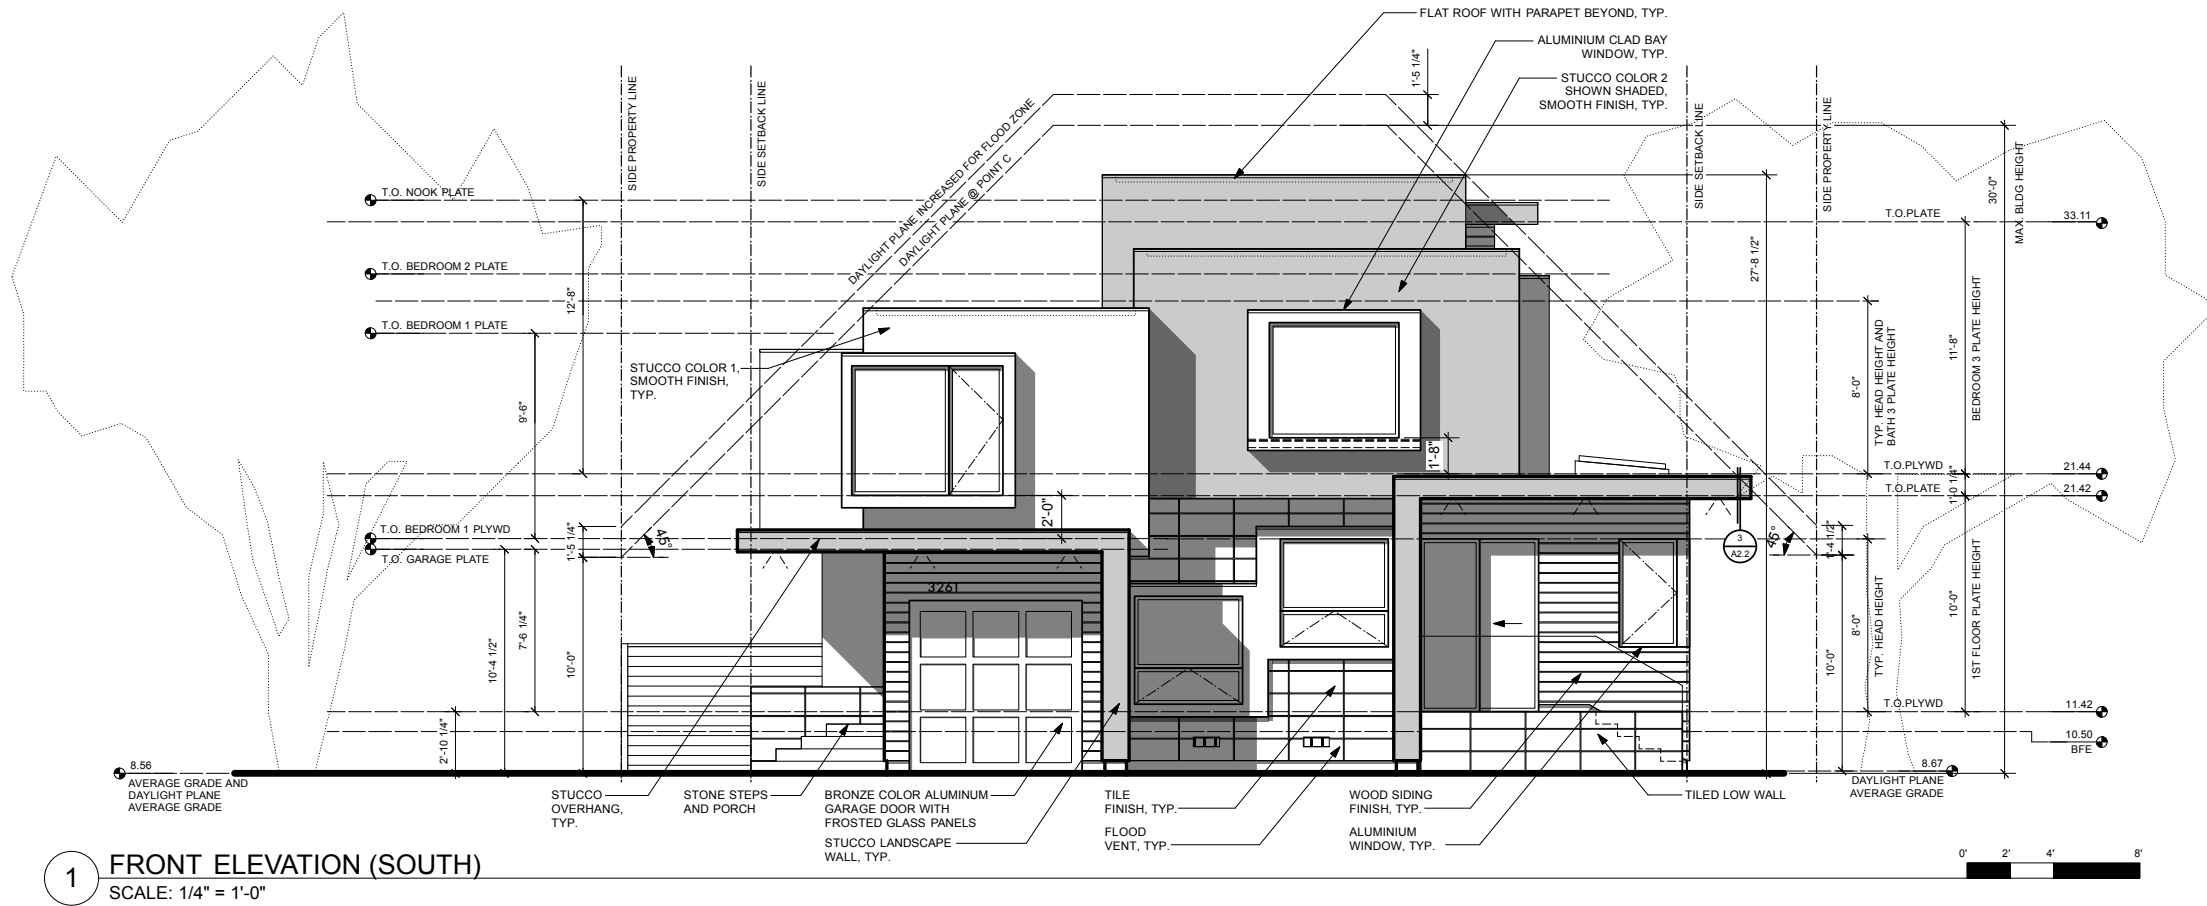 FLAT ROOF WITH PARAPET BEYOND, TYP.
ALUMINIUM CLAD BAY
WINDOW, TYP.
STUCCO COLOR 2
SHOWN SHADED,
SMOOTH FINISH, TYP.
1'-5 1/4"
SIDE PROPERTY LINE
SIDE SETBACK LINE
DAYLIGHT PLANE INCREASED FOR FLOOD ZONE
DAYLIGHT PLANE @ POINT C
SIDE SETBACK LINE
SIDE PROPERTY LINE
30'-0"
MAX. BLDG HEIGHT
27'-8 1/2"
T.O. NOOK PLATE
T.O. BEDROOM 2 PLATE
T.O. BEDROOM 1 PLATE
12'-8"
9'-6"
STUCCO COLOR 1,
SMOOTH FINISH,
TYP.
T.O. BEDROOM 1 PLYWD
T.O. GARAGE PLATE
1'-5 1/4"
45°
10'-4 1/2"
7'-6 1/4"
10'-0"
2'-10 1/4"
3261
2'-0"
1'-8"
T.O.PLATE
33.11
11'-8"
BEDROOM 3 PLATE HEIGHT
8'-0"
TYP. HEAD HEIGHT AND
BATH 3 PLATE HEIGHT
T.O.PLYWD
21.44
T.O.PLATE
21.42
1'-0 1/4"
3
A2.2
45°
1'-4 1/2"
10'-0"
8'-0"
TYP. HEAD HEIGHT
10'-0"
1ST FLOOR PLATE HEIGHT
T.O.PLYWD
11.42
10.50
BFE
8.67
DAYLIGHT PLANE
AVERAGE GRADE
8.56
AVERAGE GRADE AND
DAYLIGHT PLANE
AVERAGE GRADE
STUCCO
OVERHANG,
TYP.
STONE STEPS
AND PORCH
BRONZE COLOR ALUMINUM
GARAGE DOOR WITH
FROSTED GLASS PANELS
STUCCO LANDSCAPE
WALL, TYP.
TILE
FINISH, TYP.
FLOOD
VENT, TYP.
WOOD SIDING
FINISH, TYP.
ALUMINIUM
WINDOW, TYP.
TILED LOW WALL
1
FRONT ELEVATION (SOUTH)
SCALE: 1/4" = 1'-0"
0' 2' 4' 8'